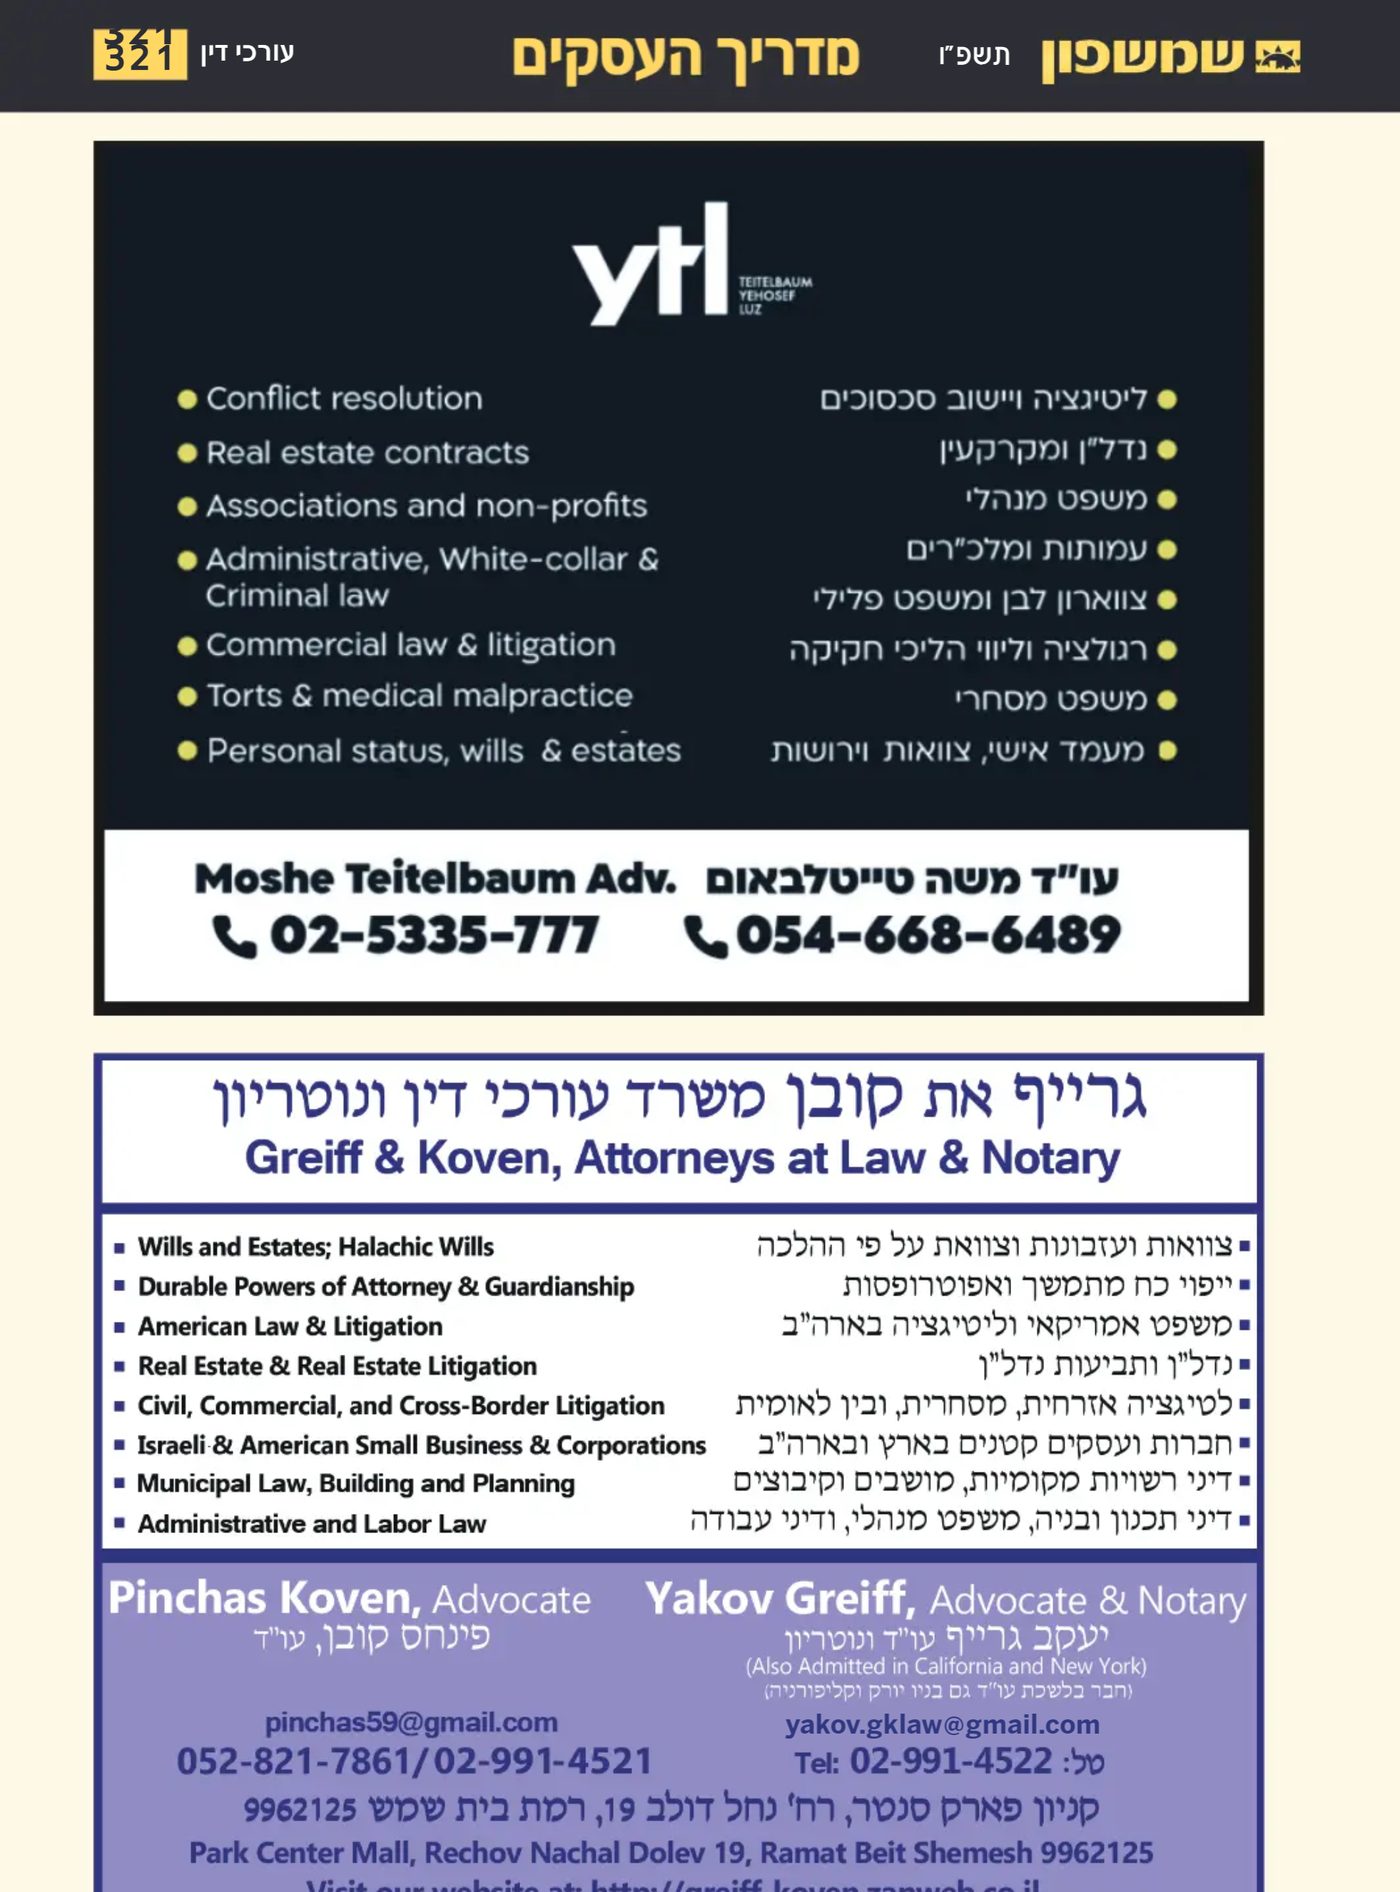 שמשפון תשפ"ו מדריך העסקים עורכי דין 321
ytl
TEITELBAUM
YEHOSEF
LUZ
Conflict resolution
Real estate contracts
Associations and non-profits
Administrative, White-collar &
Criminal law
Commercial law & litigation
Torts & medical malpractice
Personal status, wills & estates
ליטיגציה ויישוב סכסוכים
נדל"ן ומקרקעין
משפט מנהלי
עמותות ומלכ"רים
צווארון לבן ומשפט פלילי
רגולציה וליווי הליכי חקיקה
משפט מסחרי
מעמד אישי, צוואות וירושות
Moshe Teitelbaum Adv. עו"ד משה טייטלבאום
02-5335-777 054-668-6489
גרייף את קובן משרד עורכי דין ונוטריון
Greiff & Koven, Attorneys at Law & Notary
Wills and Estates; Halachic Wills
Durable Powers of Attorney & Guardianship
American Law & Litigation
Real Estate & Real Estate Litigation
Civil, Commercial, and Cross-Border Litigation
Israeli & American Small Business & Corporations
Municipal Law, Building and Planning
Administrative and Labor Law
צוואות ועזבונות וצוואת על פי ההלכה
ייפוי כח מתמשך ואפוטרופסות
משפט אמריקאי וליטיגציה בארה"ב
נדל"ן ותביעות נדל"ן
לטיגציה אזרחית, מסחרית, ובין לאומית
חברות ועסקים קטנים בארץ ובארה"ב
דיני רשויות מקומיות, מושבים וקיבוצים
דיני תכנון ובניה, משפט מנהלי, ודיני עבודה
Pinchas Koven, Advocate
פינחס קובן, עו"ד
pinchas59@gmail.com
052-821-7861/02-991-4521
Yakov Greiff, Advocate & Notary
יעקב גרייף עו"ד ונוטריון
(Also Admitted in California and New York)
(חבר בלשכת עו"ד גם בניו יורק וקליפורניה)
yakov.gklaw@gmail.com
Tel: 02-991-4522 טל:
קניון פארק סנטר, רח' נחל דולב 19, רמת בית שמש 9962125
Park Center Mall, Rechov Nachal Dolev 19, Ramat Beit Shemesh 9962125
Visit our website at: http://greiff-koven.zapweb.co.il